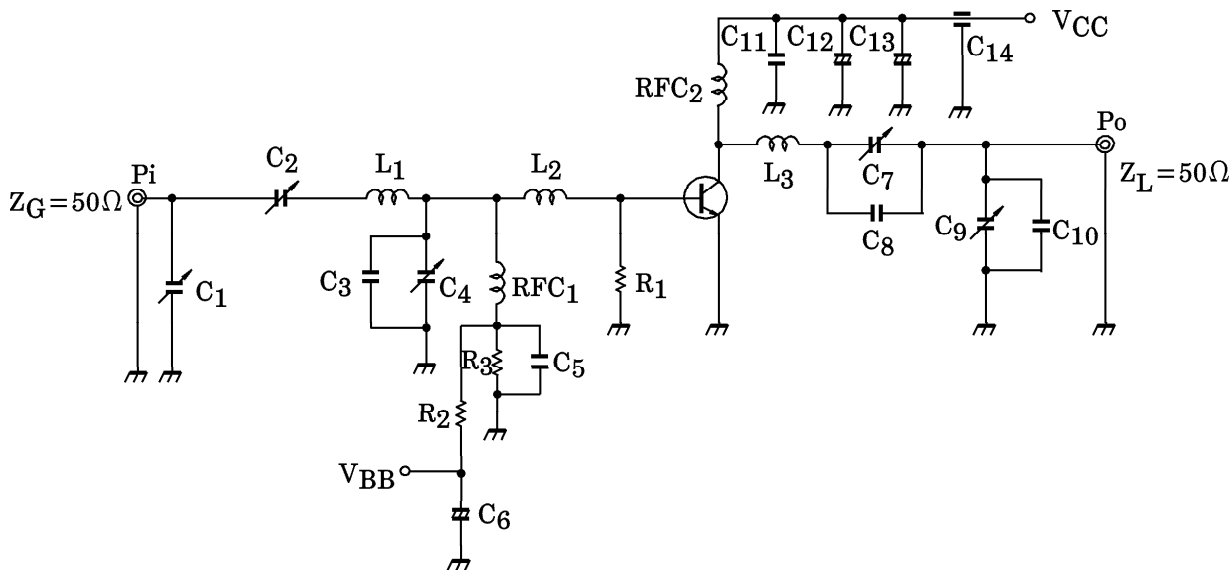 VCC
C11 C12 C13 C14
RFC2
Po
ZL=50Ω
L3
C7
C8
C9
C10
Pi
ZG=50Ω
C2
L1
L2
C1
C3
C4
RFC1
R1
R3
C5
R2
VBB
C6